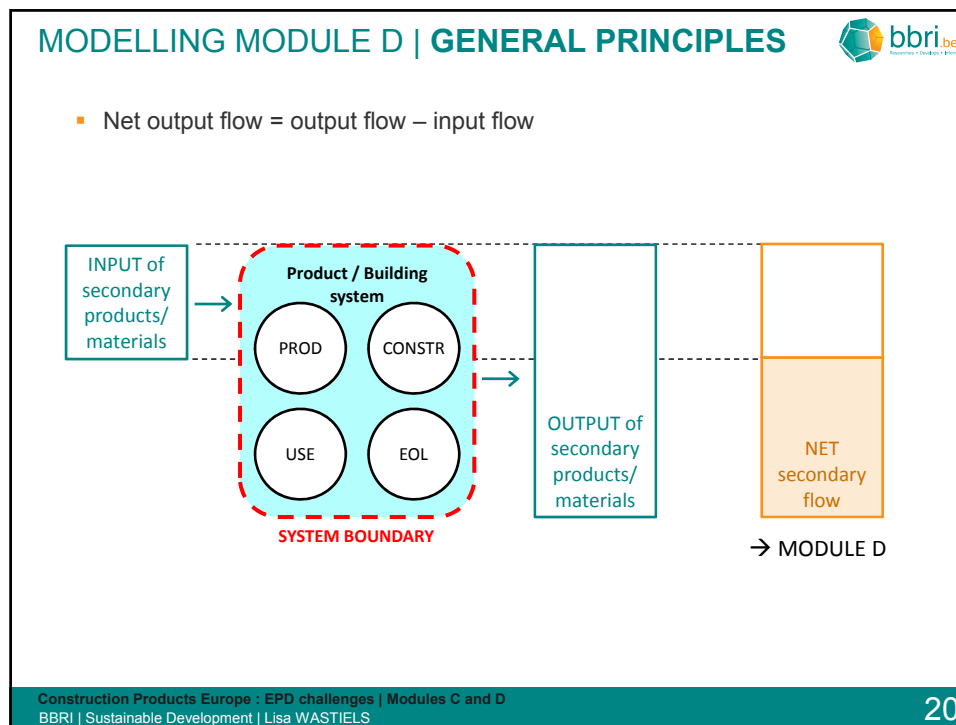 MODELLING MODULE D | GENERAL PRINCIPLES
bbri.be
▪ Net output flow = output flow – input flow
INPUT of
secondary
products/
materials
Product / Building
system
PROD
CONSTR
USE
EOL
SYSTEM BOUNDARY
OUTPUT of
secondary
products/
materials
NET
secondary
flow
→ MODULE D
Construction Products Europe : EPD challenges | Modules C and D
BBRI | Sustainable Development | Lisa WASTIELS
20